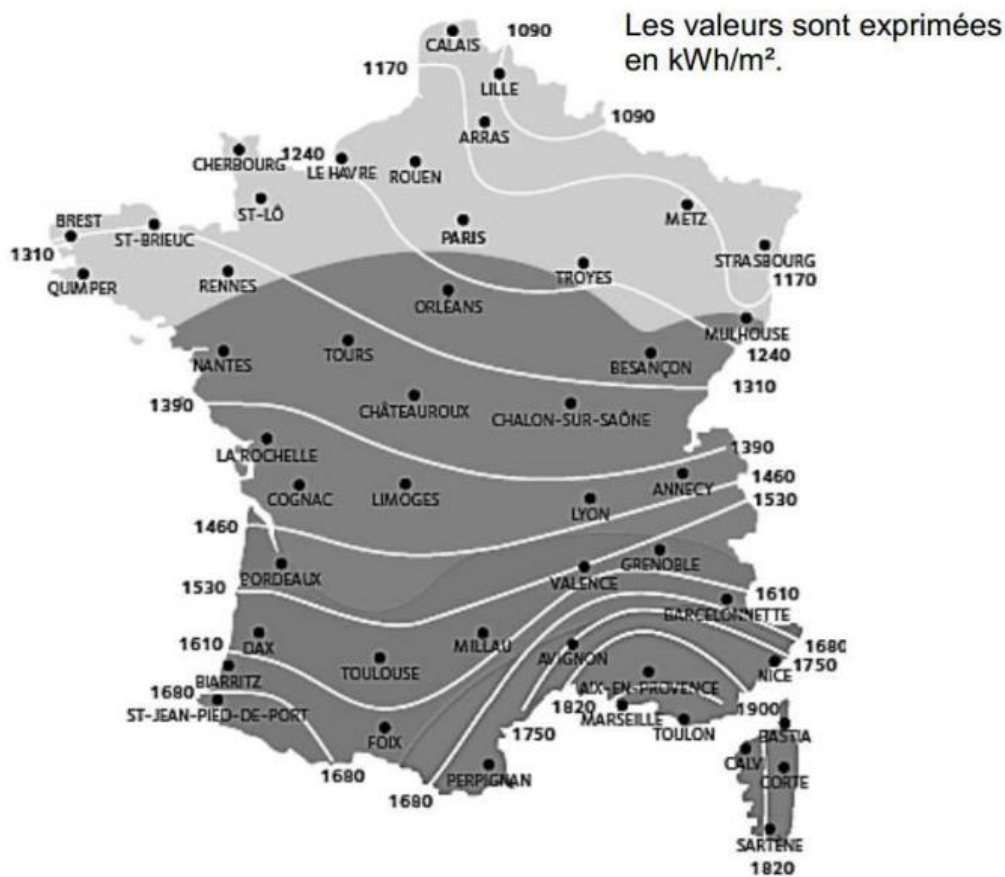 Les valeurs sont exprimées
en kWh/m².
CALAIS
1090
1170
LILLE
1090
ARRAS
CHERBOURG
1240
LE HAVRE
ROUEN
ST-LÔ
METZ
BREST
ST-BRIEUC
PARIS
1310
STRASBOURG
QUIMPER
RENNES
TROYES
1170
ORLÉANS
MULHOUSE
NANTES
TOURS
BESANÇON
1240
1310
1390
CHÂTEAUROUX
CHALON-SUR-SAÔNE
LA ROCHELLE
1390
COGNAC
LIMOGES
ANNECY
1460
LYON
1530
1460
BORDEAUX
GRENOBLE
1530
VALENCE
1610
BARCELONNETTE
1610
DAX
MILLAU
1680
TOULOUSE
AVIGNON
NICE
1750
BIARRITZ
1680
AIX-EN-PROVENCE
ST-JEAN-PIED-DE-PORT
1820
MARSEILLE
1900
FOIX
1750
TOULON
BASTIA
CALVI
1680
PERPIGNAN
CORTE
1680
SARTÈNE
1820